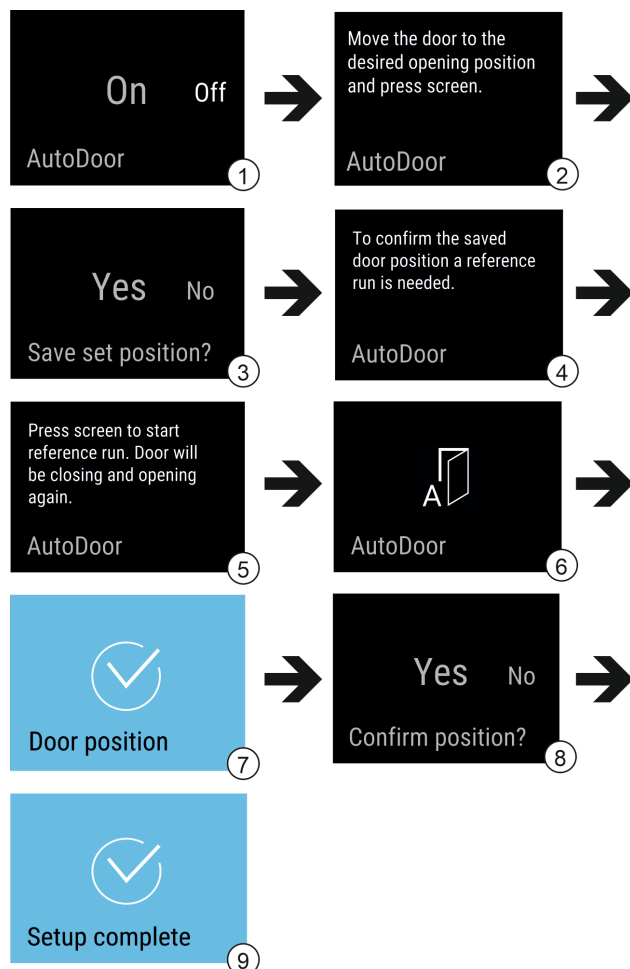 On Off
AutoDoor
1
Move the door to the
desired opening position
and press screen.
AutoDoor
2
Yes No
Save set position?
3
To confirm the saved
door position a reference
run is needed.
AutoDoor
4
Press screen to start
reference run. Door will
be closing and opening
again.
AutoDoor
5
A
AutoDoor
6
Door position
7
Yes No
Confirm position?
8
Setup complete
9